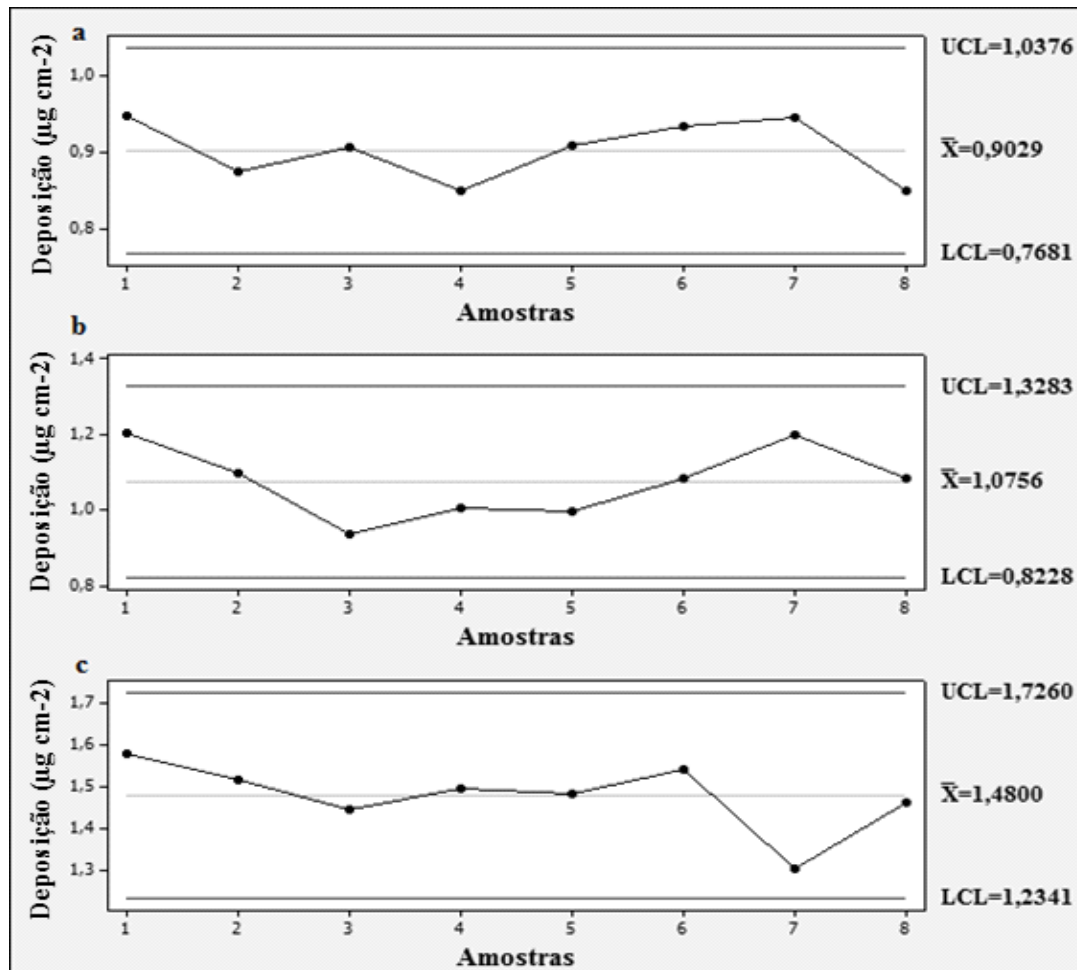 a
Deposição (µg cm-2)
1,0
0,9
0,8
UCL=1,0376
X̅=0,9029
LCL=0,7681
1 2 3 4 5 6 7 8
Amostras
b
Deposição (µg cm-2)
1,4
1,2
1,0
0,8
UCL=1,3283
X̅=1,0756
LCL=0,8228
1 2 3 4 5 6 7 8
Amostras
c
Deposição (µg cm-2)
1,7
1,6
1,5
1,4
1,3
UCL=1,7260
X̅=1,4800
LCL=1,2341
1 2 3 4 5 6 7 8
Amostras